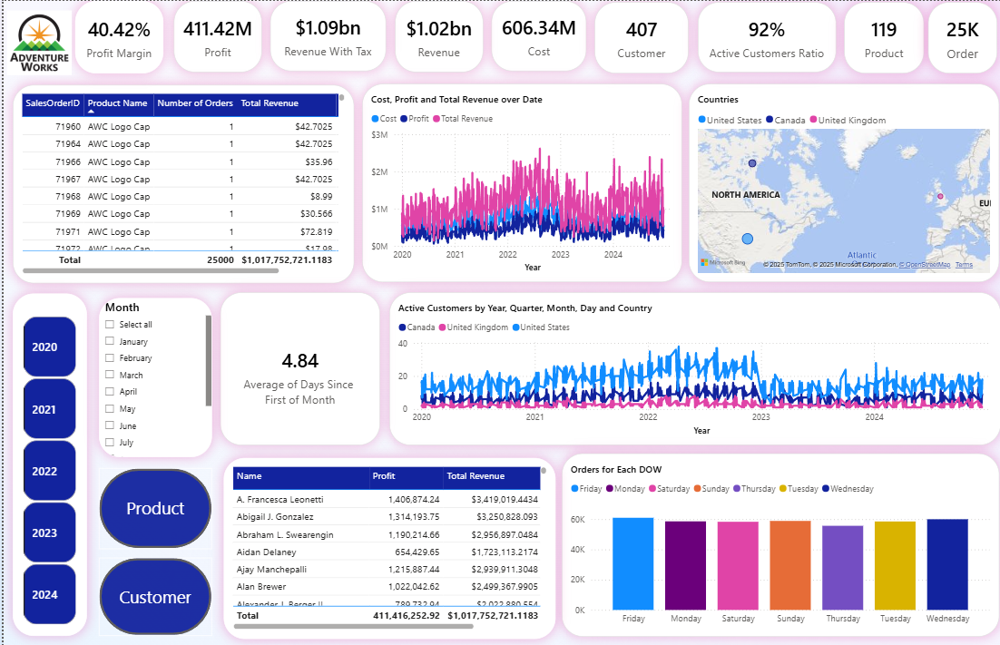 ADVENTURE
WORKS
40.42%
Profit Margin
411.42M
Profit
$1.09bn
Revenue With Tax
$1.02bn
Revenue
606.34M
Cost
407
Customer
92%
Active Customers Ratio
119
Product
25K
Order
SalesOrderID Product Name Number of Orders Total Revenue
71960 AWC Logo Cap 1 $42.7025
71964 AWC Logo Cap 1 $42.7025
71966 AWC Logo Cap 1 $35.96
71967 AWC Logo Cap 1 $42.7025
71968 AWC Logo Cap 1 $8.99
71969 AWC Logo Cap 1 $30.566
71971 AWC Logo Cap 1 $72.819
71972 AWC Logo Cap 1 $17.98
Total 25000 $1,017,752,721.1183
Cost, Profit and Total Revenue over Date
Cost Profit Total Revenue
$3M
$2M
$1M
$0M
2020 2021 2022 2023 2024
Year
Countries
United States Canada United Kingdom
NORTH AMERICA
EU
Atlantic
Microsoft Bing
© 2025 TomTom, © 2025 Microsoft Corporation, © OpenStreetMap Terms
2020
2021
2022
2023
2024
Month
Select all
January
February
March
April
May
June
July
4.84
Average of Days Since
First of Month
Active Customers by Year, Quarter, Month, Day and Country
Canada United Kingdom United States
40
20
0
2020 2021 2022 2023 2024
Year
Product
Customer
Name Profit Total Revenue
A. Francesca Leonetti 1,406,874.24 $3,419,019.4434
Abigail J. Gonzalez 1,314,193.75 $3,250,828.093
Abraham L. Swearengin 1,190,214.66 $2,956,897.0484
Aidan Delaney 654,429.65 $1,723,113.2174
Ajay Manchepalli 1,215,887.44 $2,939,911.3048
Alan Brewer 1,022,042.62 $2,499,367.9905
Alexander J. Berger II 789,732.94 $2,022,880.554
Total 411,416,252.92 $1,017,752,721.1183
Orders for Each DOW
Friday Monday Saturday Sunday Thursday Tuesday Wednesday
60K
40K
20K
0K
Friday Monday Saturday Sunday Thursday Tuesday Wednesday